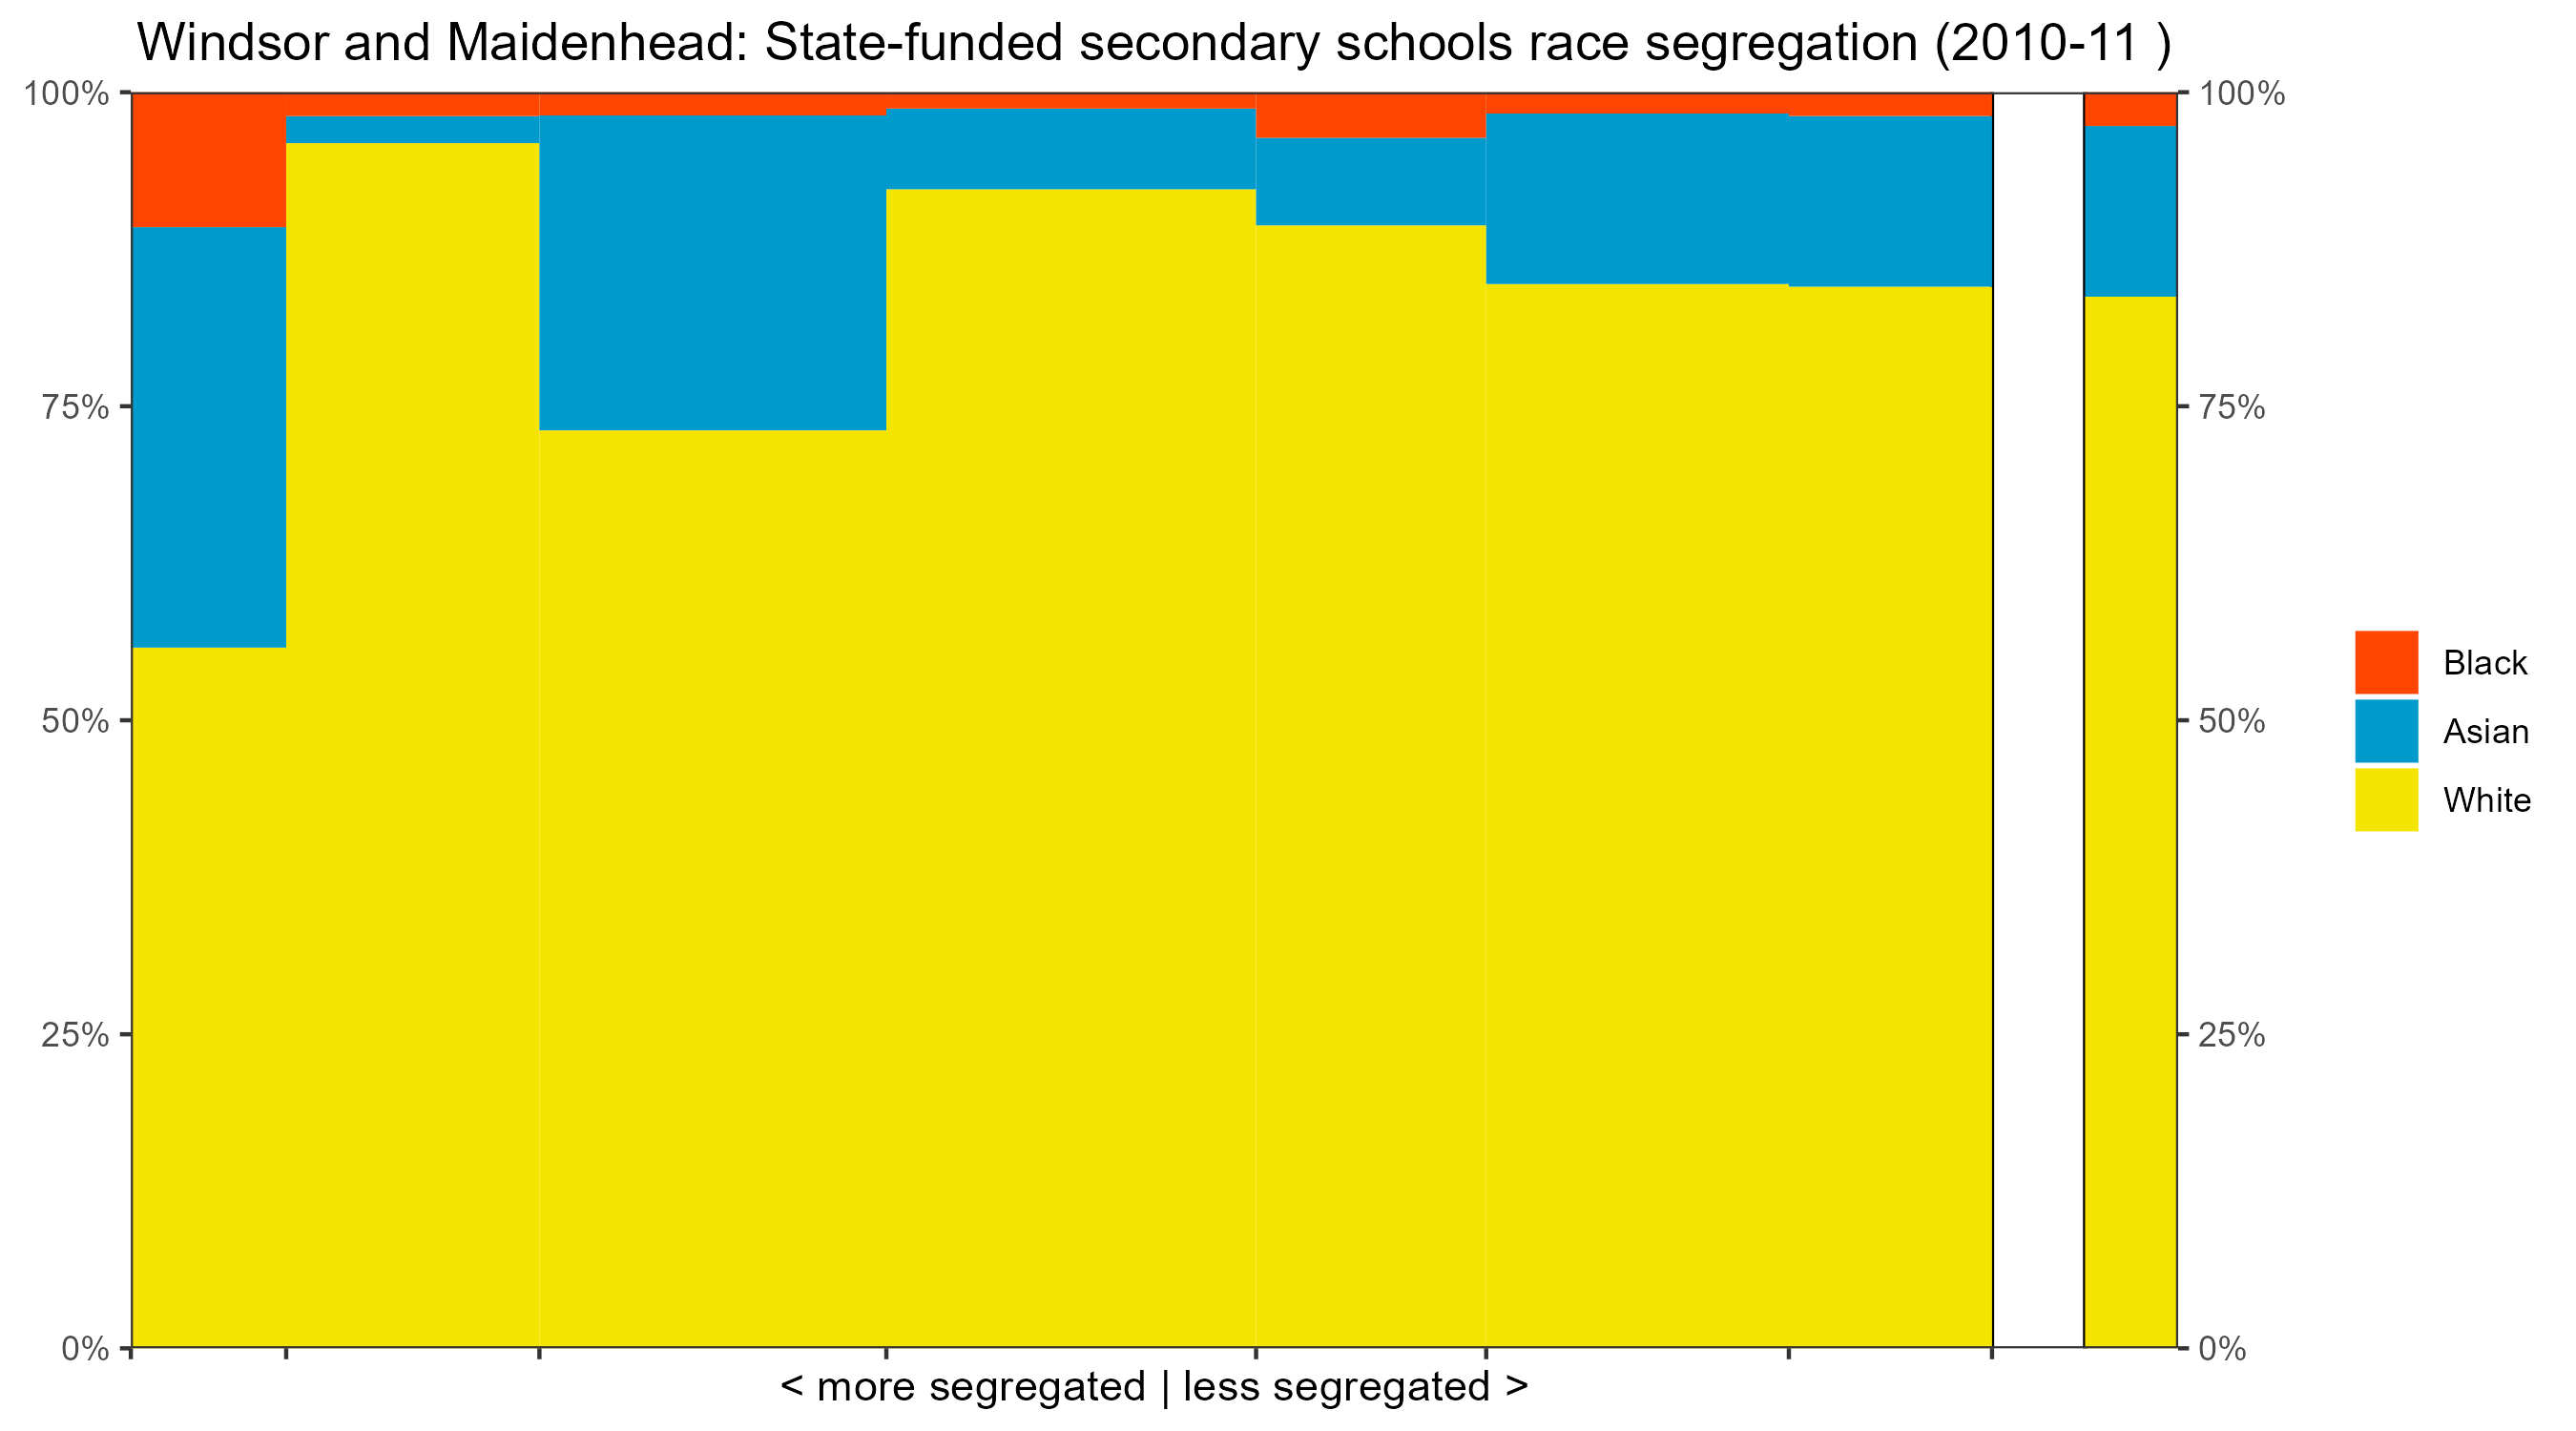 Windsor and Maidenhead: State-funded secondary schools race segregation (2010-11 )
100%
75%
50%
25%
0%
100%
75%
50%
25%
0%
Black
Asian
White
< more segregated | less segregated >